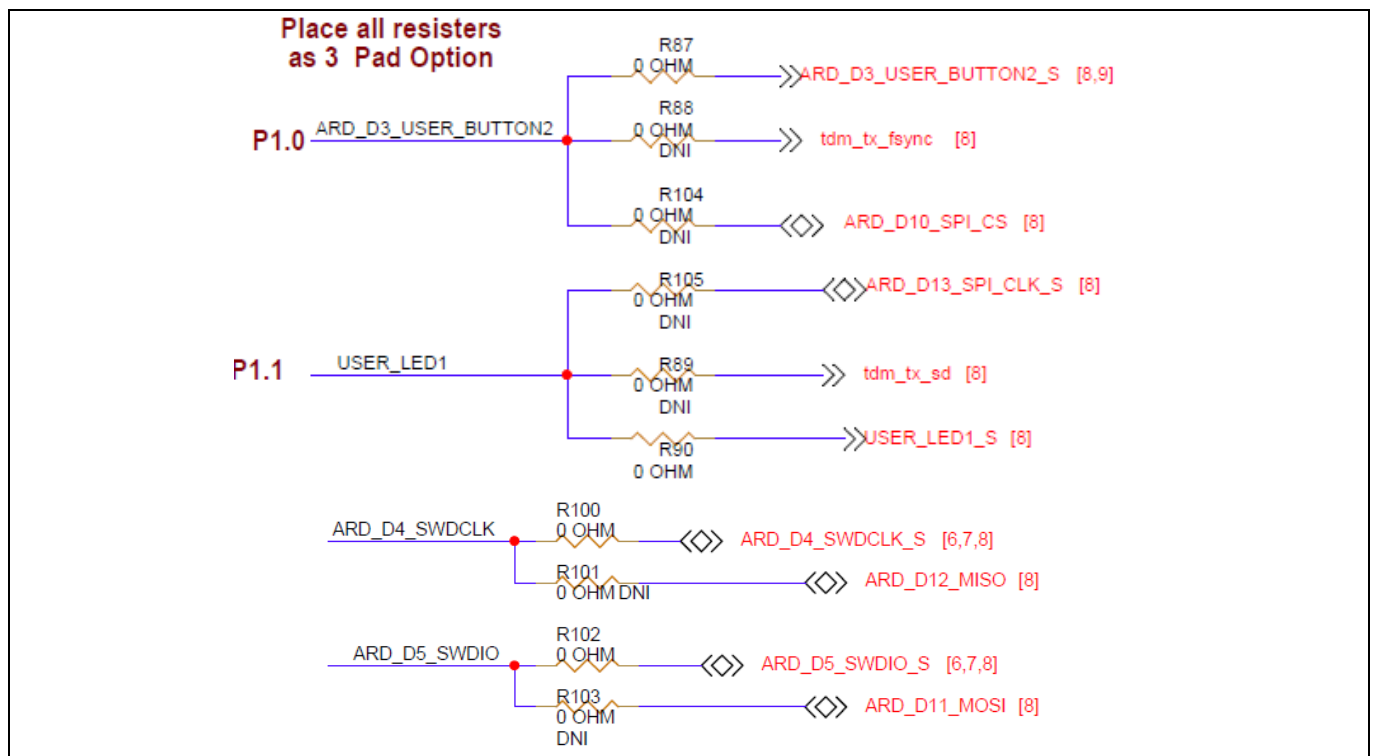 Place all resisters
as 3 Pad Option
R87
0 OHM
ARD_D3_USER_BUTTON2_S [8,9]
P1.0
ARD_D3_USER_BUTTON2
R88
0 OHM
DNI
tdm_tx_fsync [8]
R104
0 OHM
DNI
ARD_D10_SPI_CS [8]
R105
0 OHM
DNI
ARD_D13_SPI_CLK_S [8]
P1.1
USER_LED1
R89
0 OHM
DNI
tdm_tx_sd [8]
R90
0 OHM
USER_LED1_S [8]
ARD_D4_SWDCLK
R100
0 OHM
ARD_D4_SWDCLK_S [6,7,8]
R101
0 OHM DNI
ARD_D12_MISO [8]
ARD_D5_SWDIO
R102
0 OHM
ARD_D5_SWDIO_S [6,7,8]
R103
0 OHM
DNI
ARD_D11_MOSI [8]